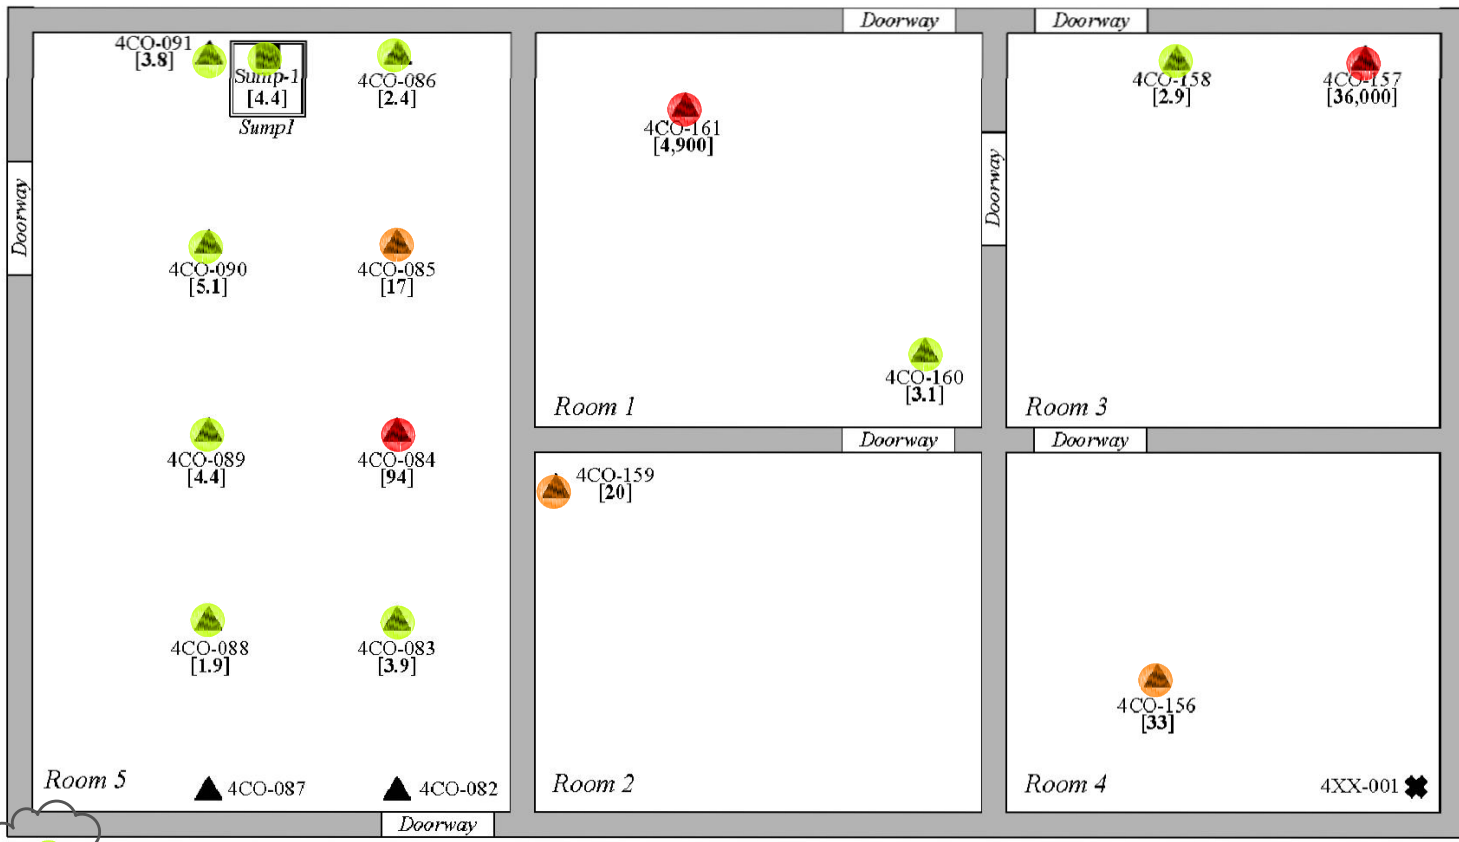 Doorway
Doorway
4CO-091
[3.8]
Sump-1
[4.4]
Sump1
4CO-086
[2.4]
4CO-161
[4,900]
4CO-158
[2.9]
4CO-157
[36,000]
Doorway
Doorway
4CO-090
[5.1]
4CO-085
[17]
4CO-160
[3.1]
Room 1
Room 3
Doorway
Doorway
4CO-089
[4.4]
4CO-084
[94]
4CO-159
[20]
4CO-088
[1.9]
4CO-083
[3.9]
4CO-156
[33]
Room 5
4CO-087
4CO-082
Room 2
Room 4
4XX-001
Doorway